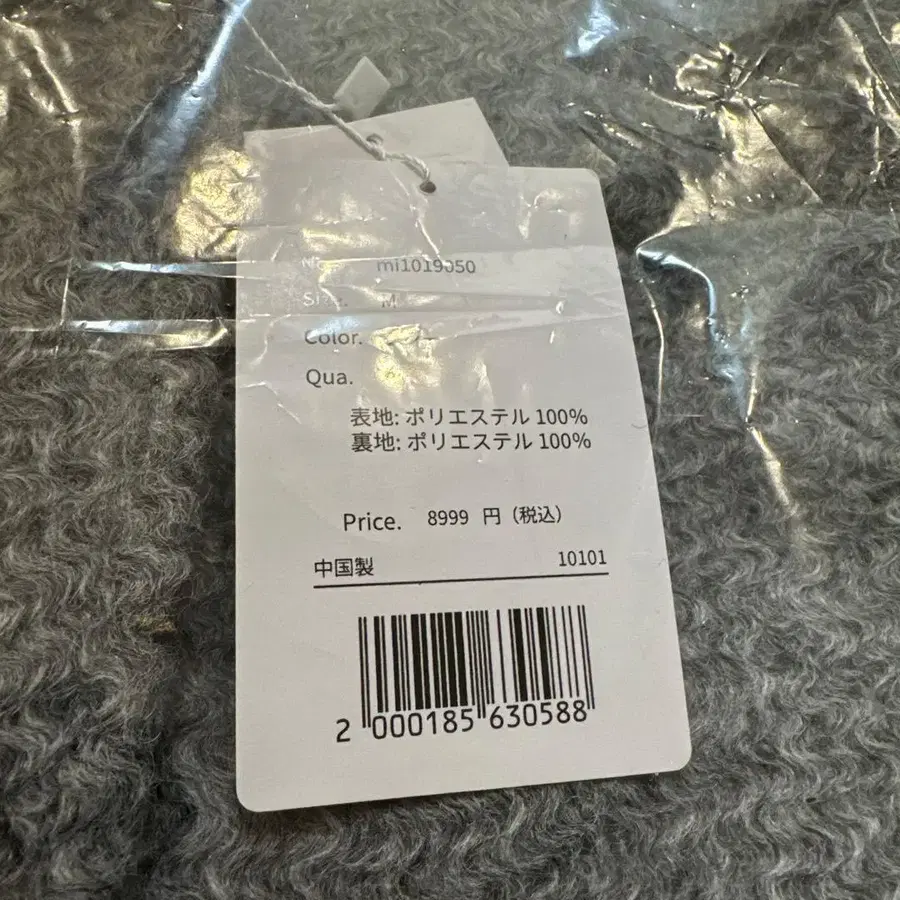 mi1019050
Size. M
Color.
Qua.
表地: ポリエステル 100%
裏地: ポリエステル 100%
Price. 8999 円 (税込)
中国製 10101
2 000185 630588